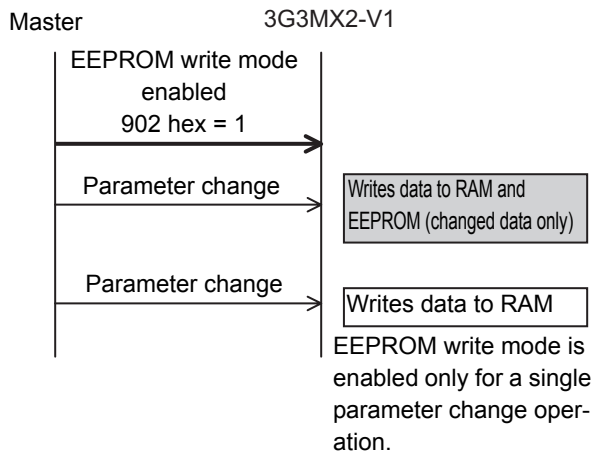 Master
3G3MX2-V1
EEPROM write mode
enabled
902 hex = 1
Parameter change
Writes data to RAM and
EEPROM (changed data only)
Parameter change
Writes data to RAM
EEPROM write mode is
enabled only for a single
parameter change oper-
ation.